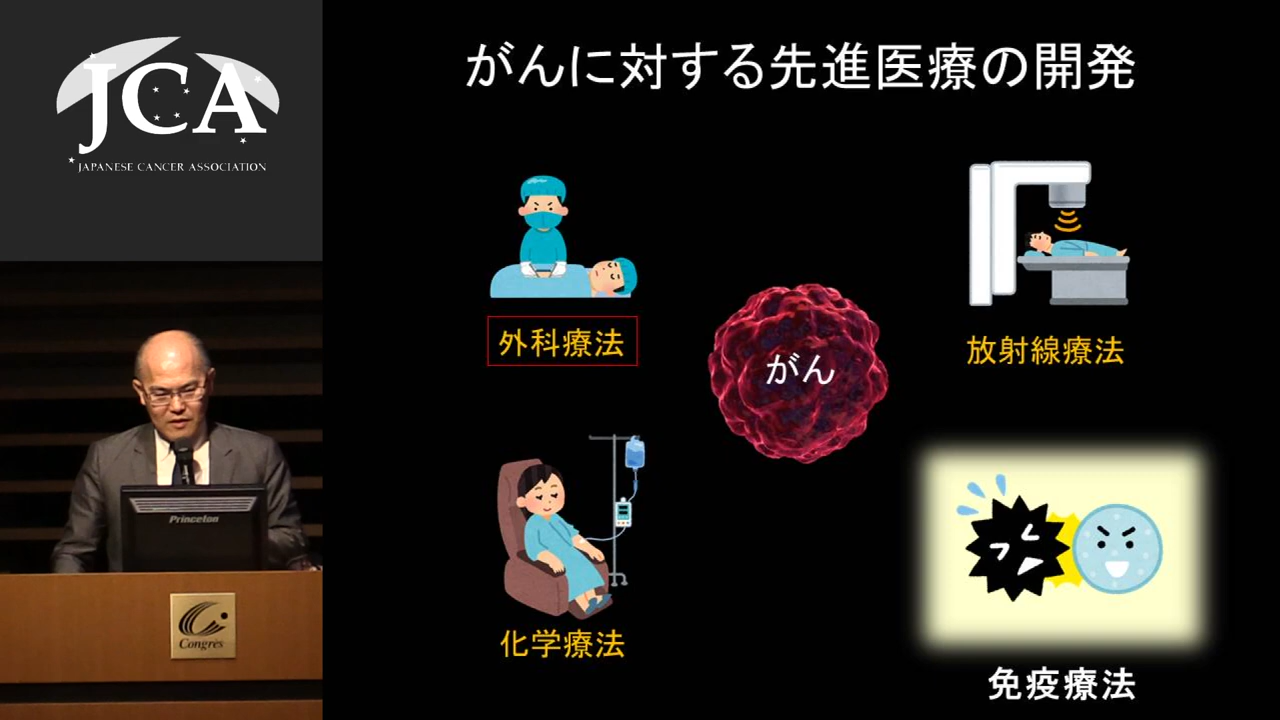 JCA
JAPANESE CANCER ASSOCIATION
がんに対する先進医療の開発
外科療法
がん
放射線療法
化学療法
免疫療法
Princeton
Congrès